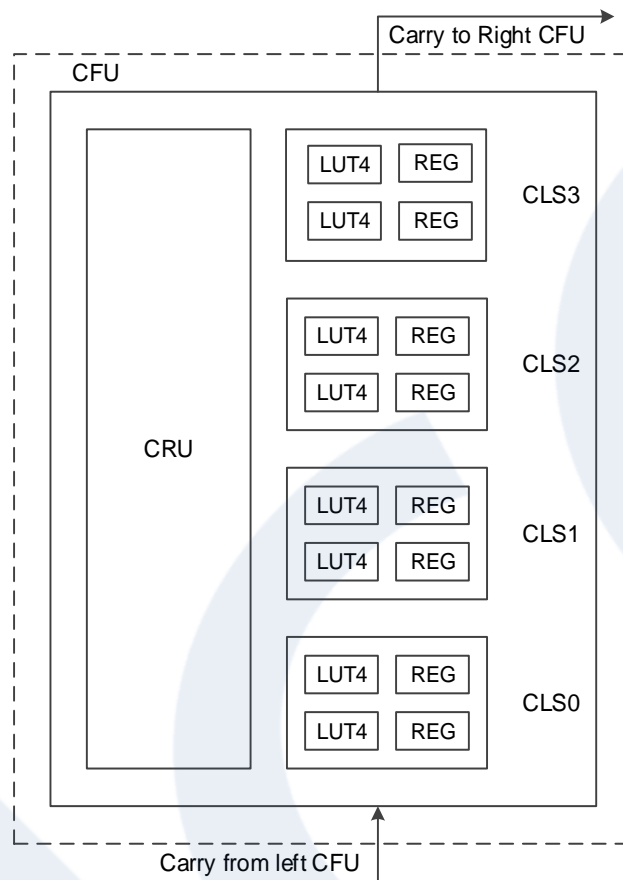 Carry to Right CFU
CFU
LUT4 REG
LUT4 REG
CLS3
LUT4 REG
LUT4 REG
CLS2
CRU
LUT4 REG
LUT4 REG
CLS1
LUT4 REG
LUT4 REG
CLS0
Carry from left CFU